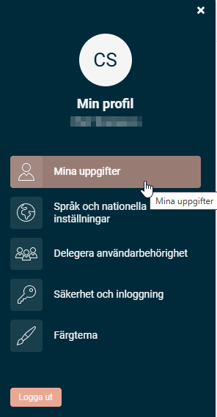 ×
CS
Min profil
Mina uppgifter
Mina uppgifter
Språk och nationella
inställningar
Delegera användarbehörighet
Säkerhet och inloggning
Färgtema
Logga ut